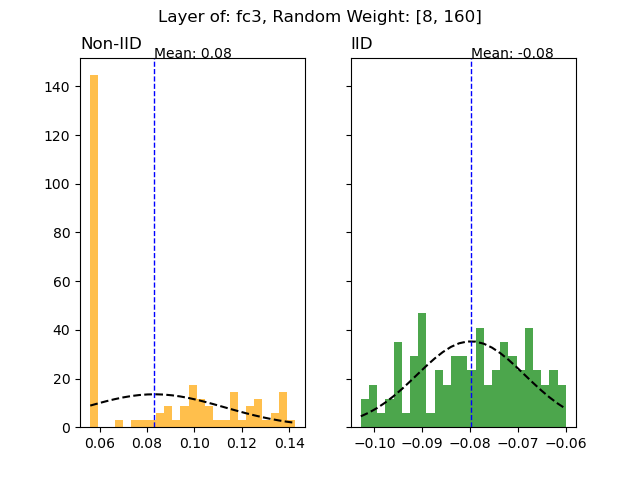 Layer of: fc3, Random Weight: [8, 160]
Non-IID
IID
Mean: 0.08
Mean: -0.08
140
120
100
80
60
40
20
0
0.06 0.08 0.10 0.12 0.14
−0.10 −0.09 −0.08 −0.07 −0.06